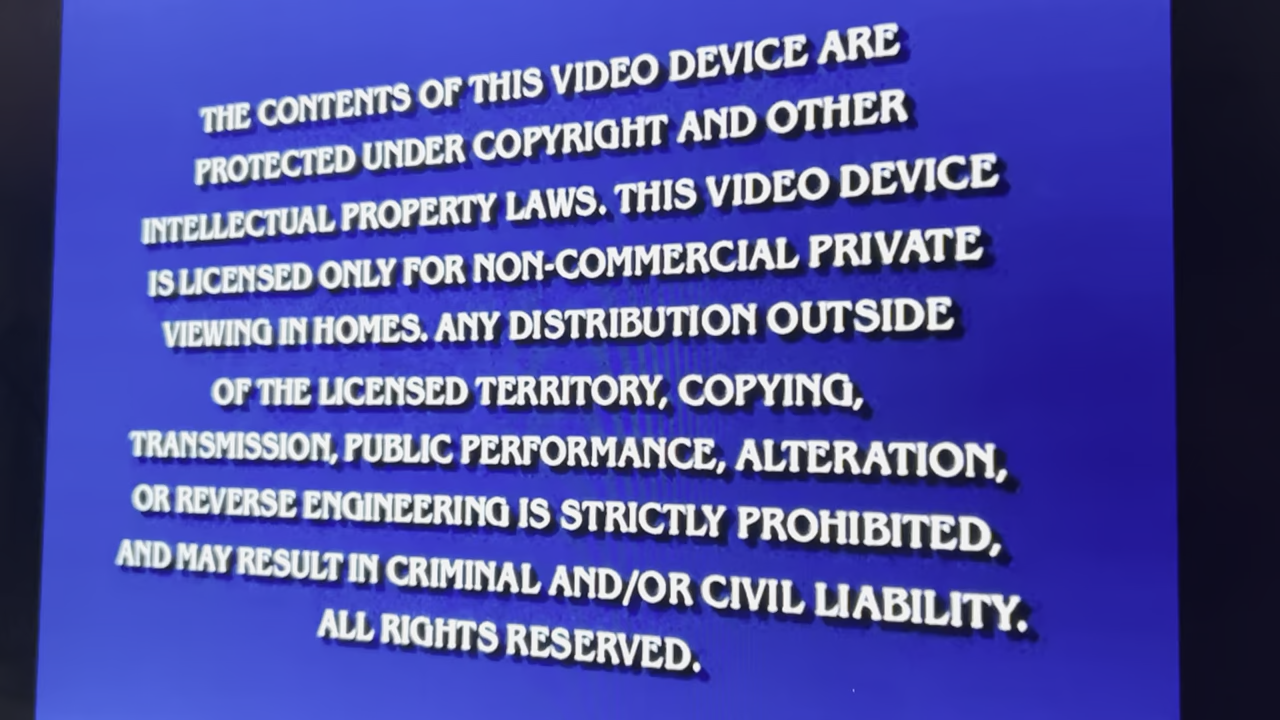 THE CONTENTS OF THIS VIDEO DEVICE ARE
PROTECTED UNDER COPYRIGHT AND OTHER
INTELLECTUAL PROPERTY LAWS. THIS VIDEO DEVICE
IS LICENSED ONLY FOR NON-COMMERCIAL PRIVATE
VIEWING IN HOMES. ANY DISTRIBUTION OUTSIDE
OF THE LICENSED TERRITORY, COPYING,
TRANSMISSION, PUBLIC PERFORMANCE, ALTERATION,
OR REVERSE ENGINEERING IS STRICTLY PROHIBITED,
AND MAY RESULT IN CRIMINAL AND/OR CIVIL LIABILITY.
ALL RIGHTS RESERVED.